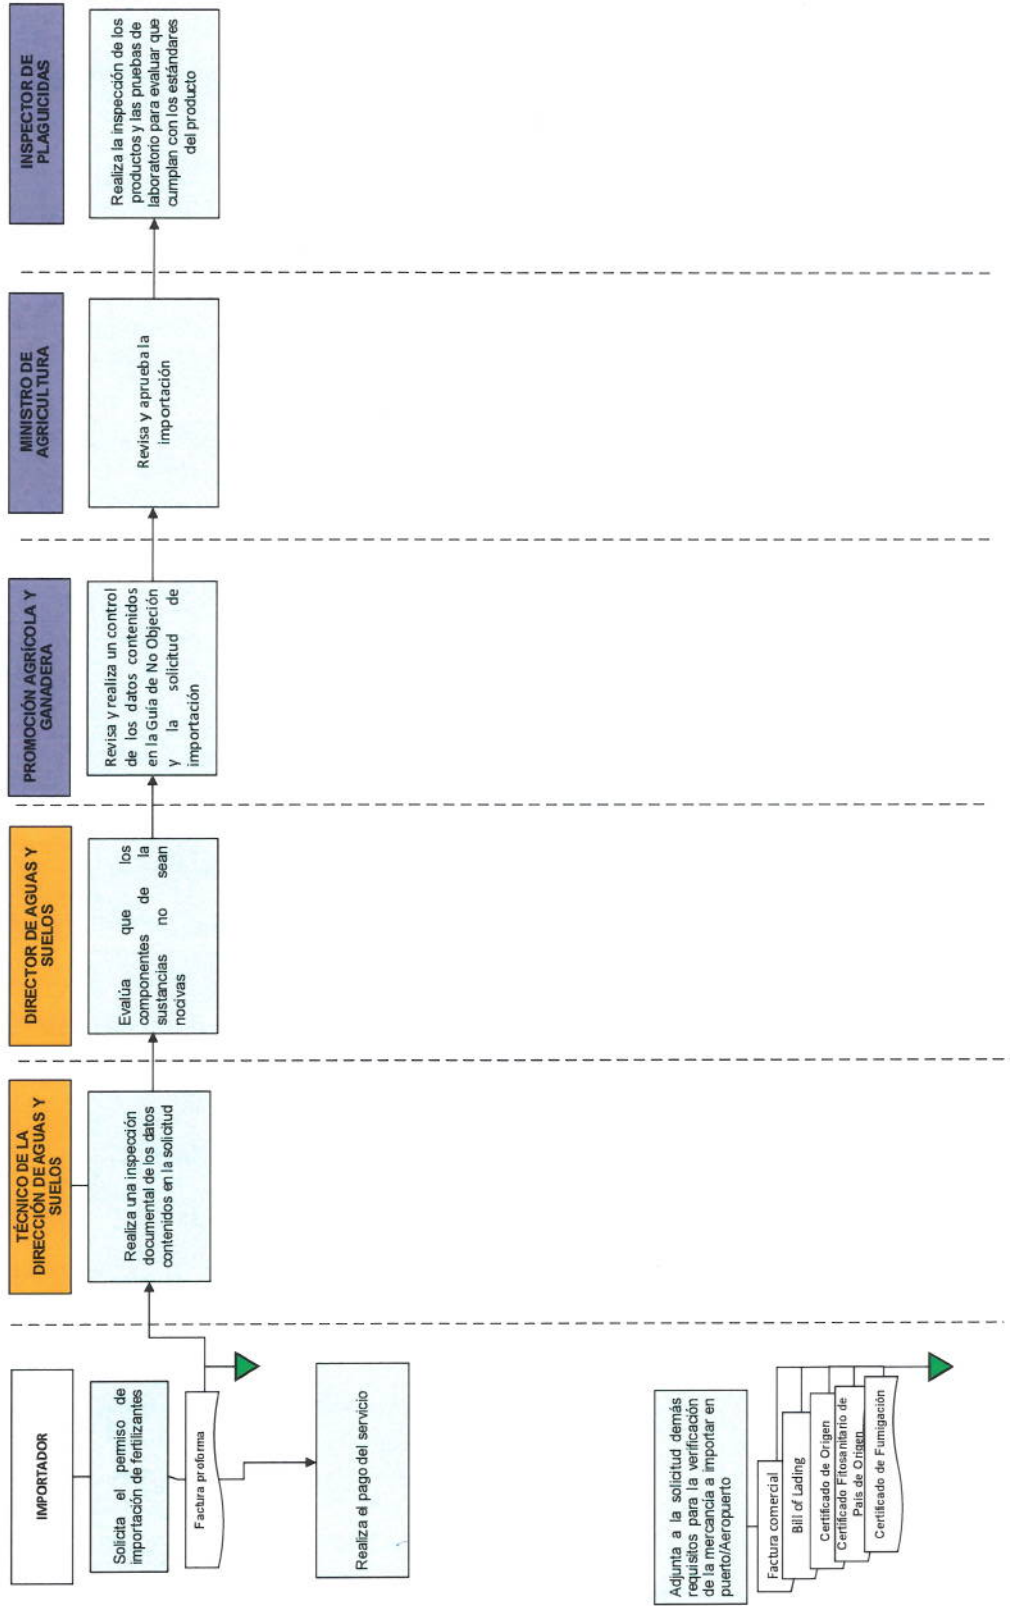 IMPORTADOR
Solicita el permiso de
importación de fertilizantes
Factura proforma
Realiza el pago del servicio
Adjunta a la solicitud demás
requisitos para la verificación
de la mercancía a importar en
puerto/Aeropuerto
Factura comercial
Bill of Lading
Certificado de Origen
Certificado Fitosanitario de
País de Origen
Certificado de Fumigación
TÉCNICO DE LA
DIRECCIÓN DE AGUAS Y
SUELOS
Realiza una inspección
documental de los datos
contenidos en la solicitud
DIRECTOR DE AGUAS Y
SUELOS
Evalúa que los
componentes de la
sustancias no sean
nocivas
PROMOCIÓN AGRÍCOLA Y
GANADERA
Revisa y realiza un control
de los datos contenidos
en la Guía de No Objeción
y la solicitud de
importación
MINISTRO DE
AGRICULTURA
Revisa y aprueba la
importación
INSPECTOR DE
PLAGUICIDAS
Realiza la inspección de los
productos y las pruebas de
laboratorio para evaluar que
cumplan con los estándares
del producto